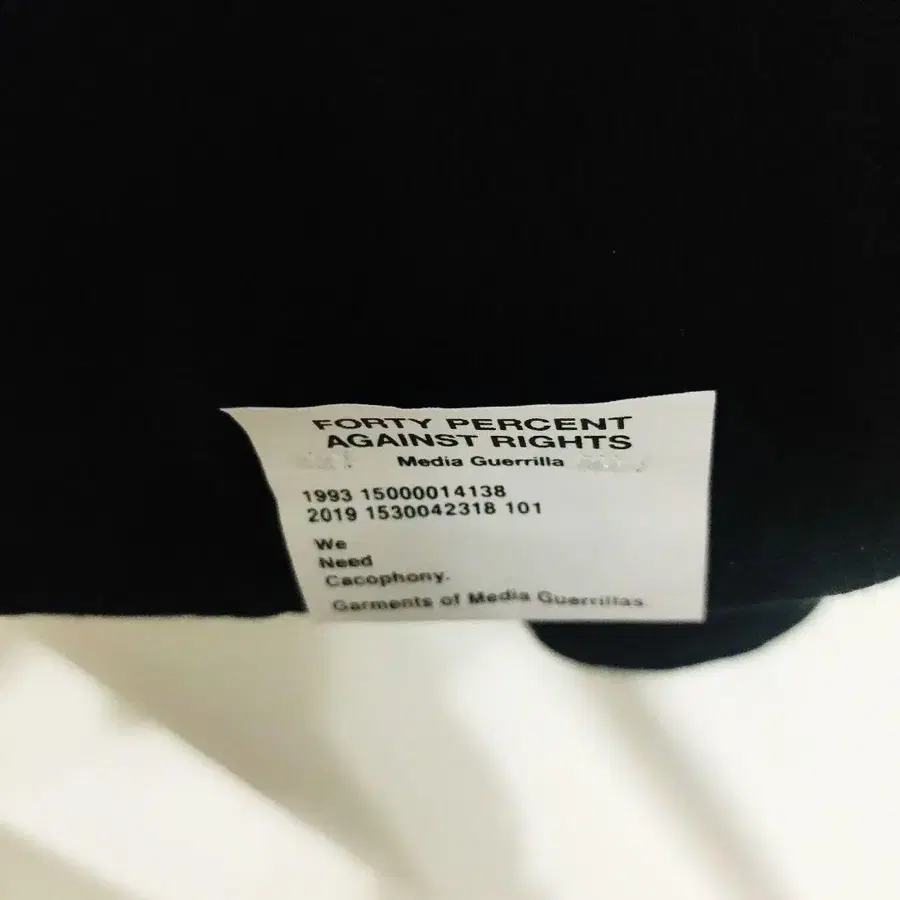 FORTY PERCENT
AGAINST RIGHTS
Media Guerrilla
1993 15000014138
2019 1530042318 101
We
Need
Cacophony.
Garments of Media Guerrillas